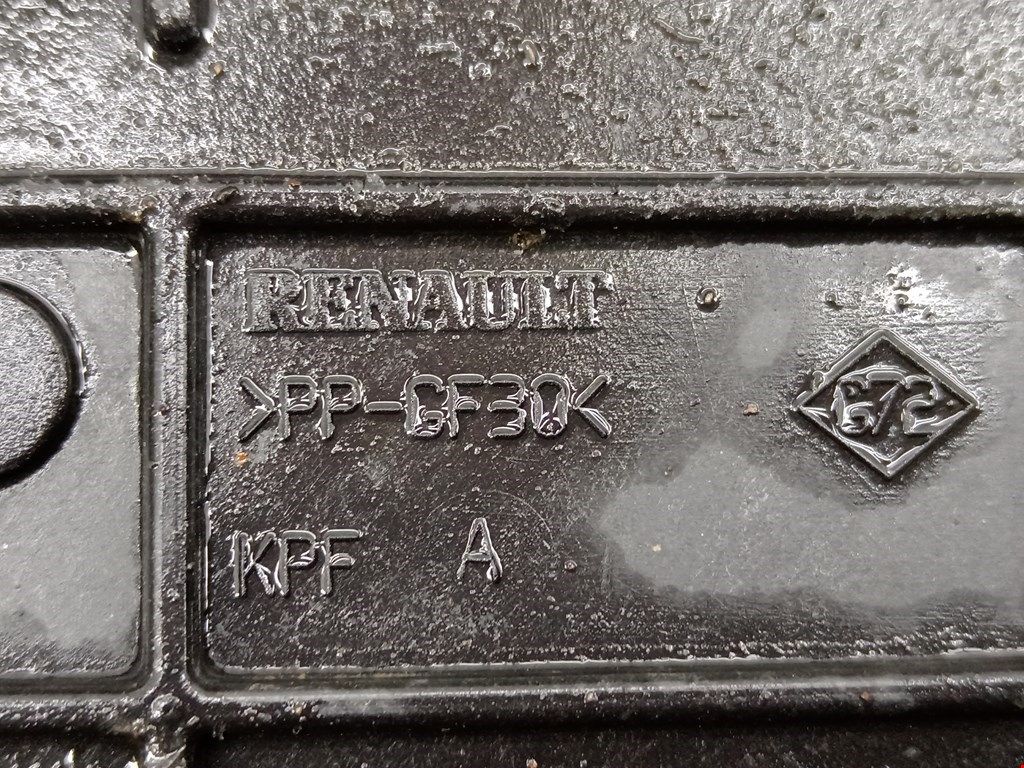 RENAULT
>PP-GF30<
672
KPF A